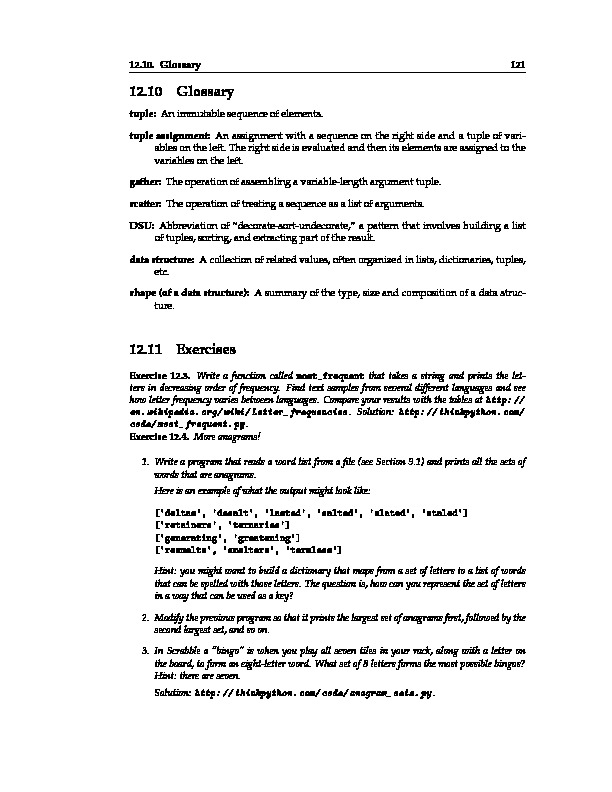 12.10. Glossary 121
12.10 Glossary
tuple: An immutable sequence of elements.
tuple assignment: An assignment with a sequence on the right side and a tuple of vari-
ables on the left. The right side is evaluated and then its elements are assigned to the
variables on the left.
gather: The operation of assembling a variable-length argument tuple.
scatter: The operation of treating a sequence as a list of arguments.
DSU: Abbreviation of “decorate-sort-undecorate,” a pattern that involves building a list
of tuples, sorting, and extracting part of the result.
data structure: A collection of related values, often organized in lists, dictionaries, tuples,
etc.
shape (of a data structure): A summary of the type, size and composition of a data struc-
ture.
12.11 Exercises
Exercise 12.3. Write a function called most_frequent that takes a string and prints the let-
ters in decreasing order of frequency. Find text samples from several different languages and see
how letter frequency varies between languages. Compare your results with the tables at http://
en.wikipedia.org/wiki/Letter_frequencies. Solution: http://thinkpython.com/
code/most_frequent.py.
Exercise 12.4. More anagrams!
1. Write a program that reads a word list from a file (see Section 9.1) and prints all the sets of
words that are anagrams.
Here is an example of what the output might look like:
['deltas', 'desalt', 'lasted', 'salted', 'slated', 'staled']
['retainers', 'ternaries']
['generating', 'greatening']
['resmelts', 'smelters', 'termless']
Hint: you might want to build a dictionary that maps from a set of letters to a list of words
that can be spelled with those letters. The question is, how can you represent the set of letters
in a way that can be used as a key?
2. Modify the previous program so that it prints the largest set of anagrams first, followed by the
second largest set, and so on.
3. In Scrabble a “bingo” is when you play all seven tiles in your rack, along with a letter on
the board, to form an eight-letter word. What set of 8 letters forms the most possible bingos?
Hint: there are seven.
Solution: http://thinkpython.com/code/anagram_sets.py.